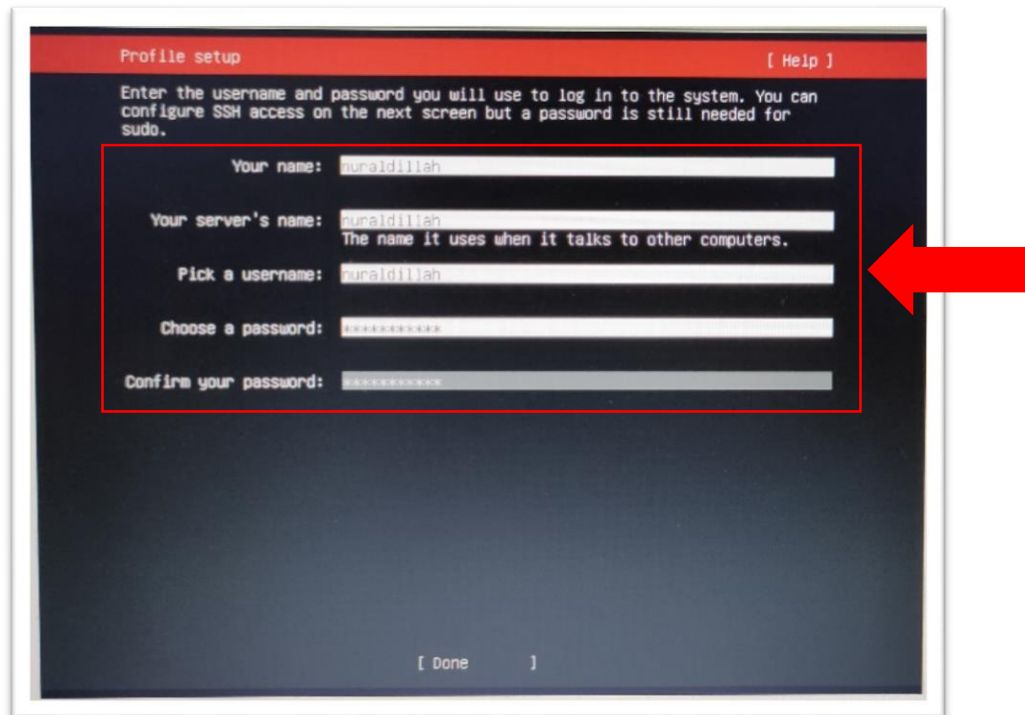 Profile setup [ Help ]
Enter the username and password you will use to log in to the system. You can
configure SSH access on the next screen but a password is still needed for
sudo.
Your name: nuraldillah
Your server's name: nuraldillah
The name it uses when it talks to other computers.
Pick a username: nuraldillah
Choose a password: ***********
Confirm your password: ***********
[ Done ]